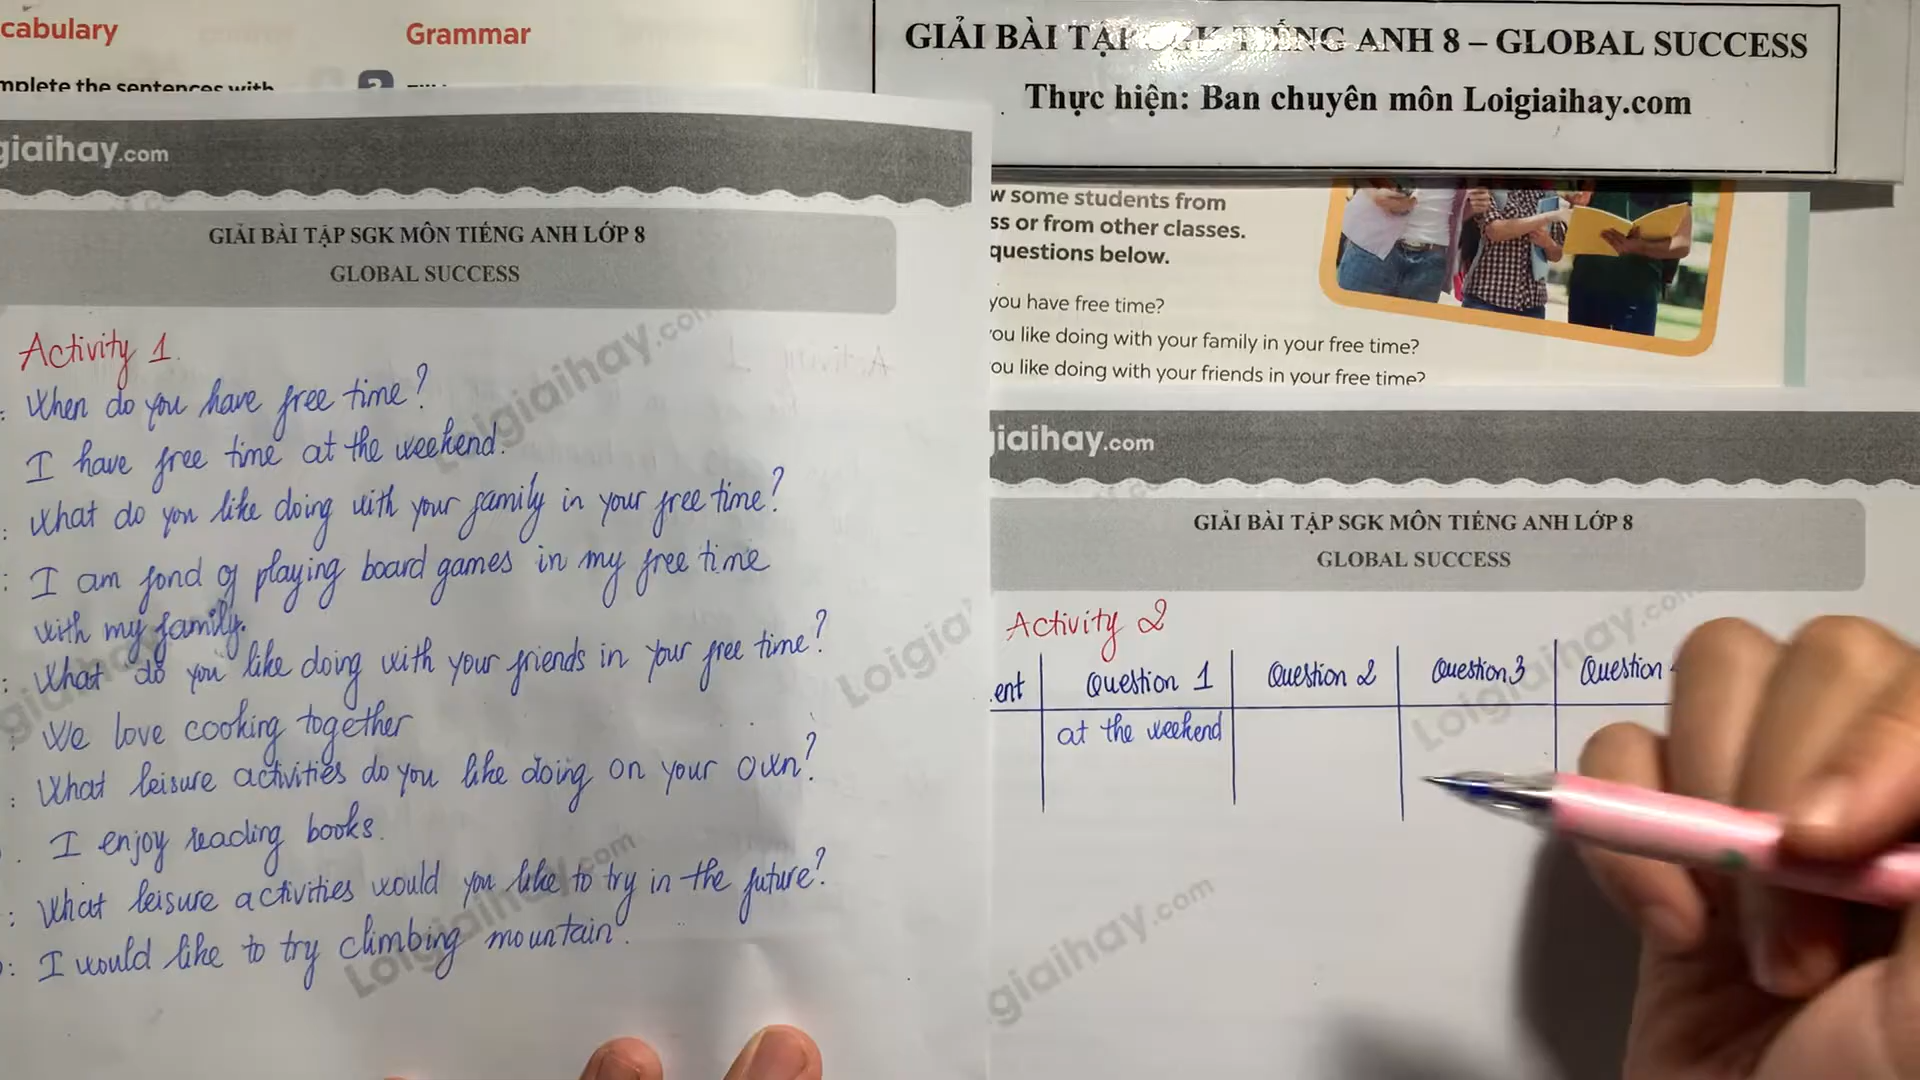 cabulary
Grammar
mplete the sentences with
2
GIẢI BÀI TẬP SGK TIẾNG ANH 8 – GLOBAL SUCCESS
Thực hiện: Ban chuyên môn Loigiaihay.com
giaihay.com
GIẢI BÀI TẬP SGK MÔN TIẾNG ANH LỚP 8
GLOBAL SUCCESS
Activity 1
: When do you have free time?
I have free time at the weekend.
: What do you like doing with your family in your free time?
: I am fond of playing board games in my free time
with my family.
: What do you like doing with your friends in your free time?
: We love cooking together
: What leisure activities do you like doing on your own?
I enjoy reading books.
: What leisure activities would you like to try in the future?
: I would like to try climbing mountain.
Loigiaihay.com
Loigiaihay.com
w some students from
ss or from other classes.
questions below.
you have free time?
ou like doing with your family in your free time?
ou like doing with your friends in your free time?
iaihay.com
GIẢI BÀI TẬP SGK MÔN TIẾNG ANH LỚP 8
GLOBAL SUCCESS
Activity 2
ent Question 1 Question 2 Question 3 Question
at the weekend
Loigiaihay.com
giaihay.com